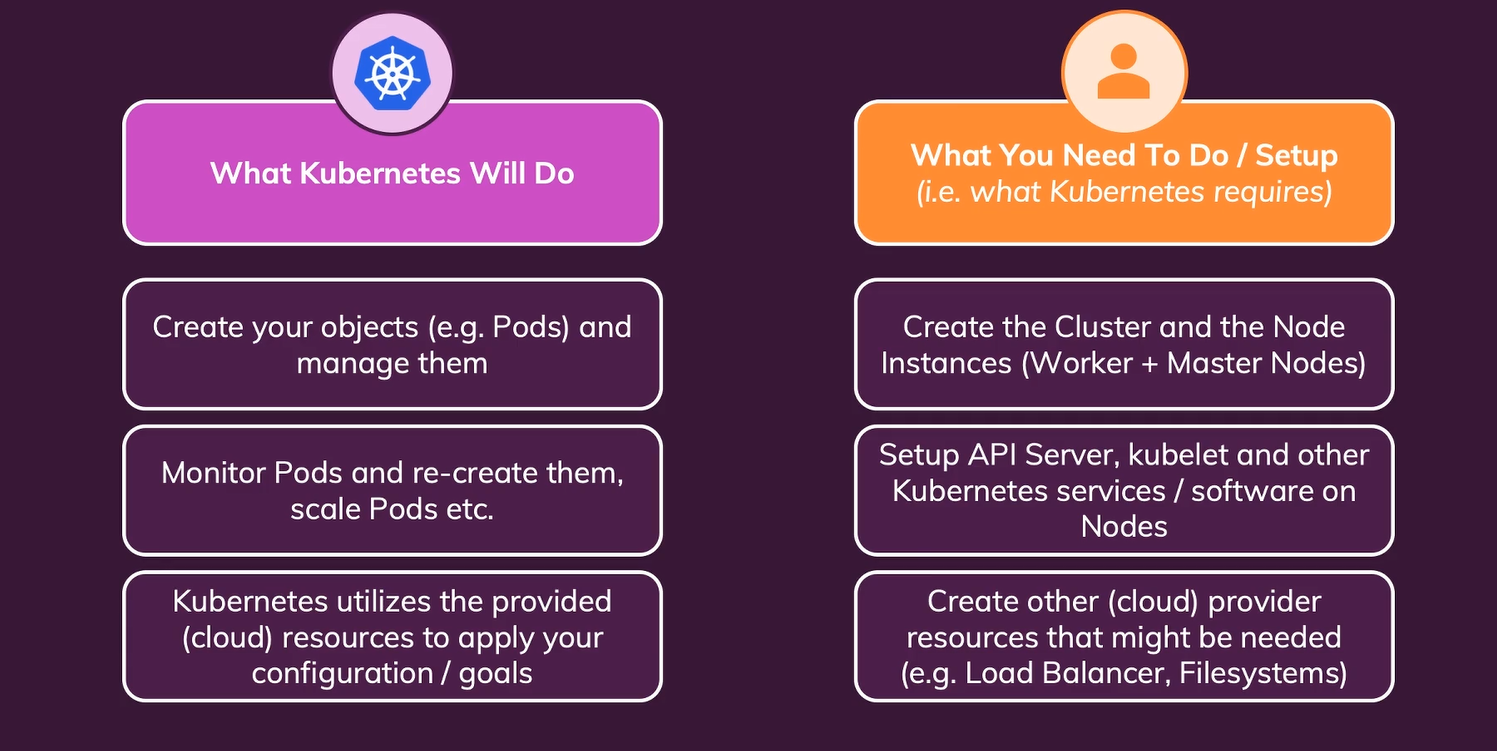 What Kubernetes Will Do
Create your objects (e.g. Pods) and
manage them
Monitor Pods and re-create them,
scale Pods etc.
Kubernetes utilizes the provided
(cloud) resources to apply your
configuration / goals
What You Need To Do / Setup
(i.e. what Kubernetes requires)
Create the Cluster and the Node
Instances (Worker + Master Nodes)
Setup API Server, kubelet and other
Kubernetes services / software on
Nodes
Create other (cloud) provider
resources that might be needed
(e.g. Load Balancer, Filesystems)